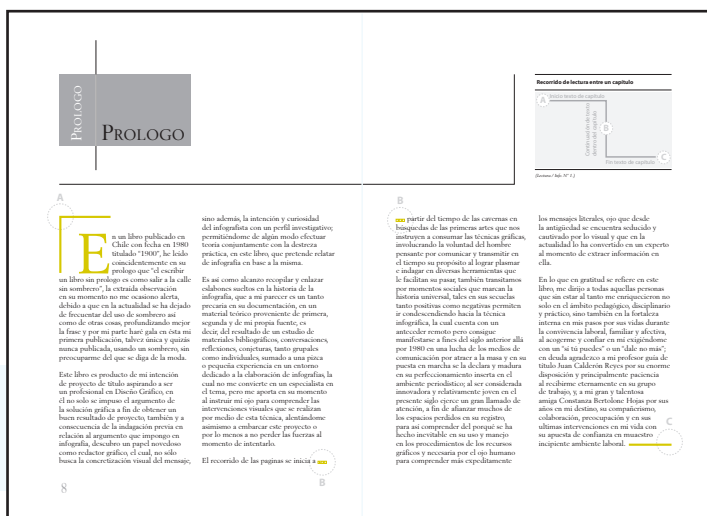 PROLOGO
PROLOGO
Recorrido de lectura entre un capítulo
A
Inicio texto de capítulo
Continuación de texto
dentro del capítulo
B
C
Fin texto de capítulo
[Lectura / Info. N° 1.]
A
En un libro publicado en
Chile con fecha en 1980
titulado "1900", he leído
coincidentemente en su
prologo que "el escribir
un libro sin prologo es como salir a la calle
sin sombrero", la extraída observación
en su momento no me ocasiono alerta,
debido a que en la actualidad se ha dejado
de frecuentar del uso de sombrero así
como de otras cosas, profundizando mejor
la frase y por mi parte haré gala en ésta mi
primera publicación, talvez única y quizás
nunca publicada, usando un sombrero, sin
preocuparme del que se diga de la moda.
Este libro es producto de mi intención
de proyecto de título aspirando a ser
un profesional en Diseño Gráfico, en
él no solo se impuso el argumento de
la solución gráfica a fin de obtener un
buen resultado de proyecto, también y a
consecuencia de la indagación previa en
relación al argumento que impongo en
infografía, descubro un papel novedoso
como redactor gráfico, el cual, no sólo
busca la concretización visual del mensaje,
8
sino además, la intención y curiosidad
del infografista con un perfil investigativo;
permitiéndome de algún modo efectuar
teoría conjuntamente con la destreza
práctica, en este libro, que pretende relatar
de infografía en base a la misma.
Es así como alcanzo recopilar y enlazar
eslabones sueltos en la historia de la
infografía, que a mi parecer es un tanto
precaria en su documentación, en un
material teórico proveniente de primera,
segunda y de mi propia fuente, es
decir, del resultado de un estudio de
materiales bibliográficos, conversaciones,
reflexiones, conjeturas, tanto grupales
como individuales, sumado a una pizca
o pequeña experiencia en un entorno
dedicado a la elaboración de infografías, la
cual no me convierte en un especialista en
el tema, pero me aporta en su momento
al instruir mi ojo para comprender las
intervenciones visuales que se realizan
por medio de esta técnica, alentándome
asimismo a embarcar este proyecto o
por lo menos a no perder las fuerzas al
momento de intentarlo.
El recorrido de las paginas se inicia a
B
B
partir del tiempo de las cavernas en
búsquedas de las primeras artes que nos
instruyen a consumar las técnicas gráficas,
involucrando la voluntad del hombre
pensante por comunicar y transmitir en
el tiempo su propósito al lograr plasmar
e indagar en diversas herramientas que
le facilitan su pasar, también transitamos
por momentos sociales que marcan la
historia universal, tales en sus secuelas
tanto positivas como negativas permiten
ir condescendiendo hacia la técnica
infográfica, la cual cuenta con un
antecedente remoto pero consigue
manifestarse a fines del siglo anterior allá
por 1980 en una lucha de los medios de
comunicación por atraer a la masa y en su
puesta en marcha se la declara y madura
en su perfeccionamiento inserta en el
ambiente periodístico; al ser considerada
innovadora y relativamente joven en el
presente siglo ejerce un gran llamado de
atención, a fin de afianzar muchos de
los espacios perdidos en su registro,
para así comprender del porqué se ha
hecho inevitable en su uso y manejo
en los procedimientos de los recursos
gráficos y necesaria por el ojo humano
para comprender más expeditamente
los mensajes literales, ojo que desde
la antigüedad se encuentra seducido y
cautivado por lo visual y que en la
actualidad lo ha convertido en un experto
al momento de extraer información en
ella.
En lo que en gratitud se refiere en este
libro, me dirijo a todas aquellas personas
que sin estar al tanto me enriquecieron no
solo en el ámbito pedagógico, disciplinario
y práctico, sino también en la fortaleza
interna en mis pasos por sus vidas durante
la convivencia laboral, familiar y afectiva,
al acogerme y confiar en mi exigiéndome
con un "si tú puedes" o un "dale no más";
en deuda agradezco a mi profesor guía de
título Juan Calderón Reyes por su enorme
disposición y principalmente paciencia
al recibirme eternamente en su grupo
de trabajo, y, a mi gran y talentosa
amiga Constanza Bertolone Hojas por sus
años en mi destino, su compañerismo,
colaboración, preocupación y en sus
ultimas intervenciones en mi vida con
su apuesta de confianza en nuestro
incipiente ambiente laboral.
C